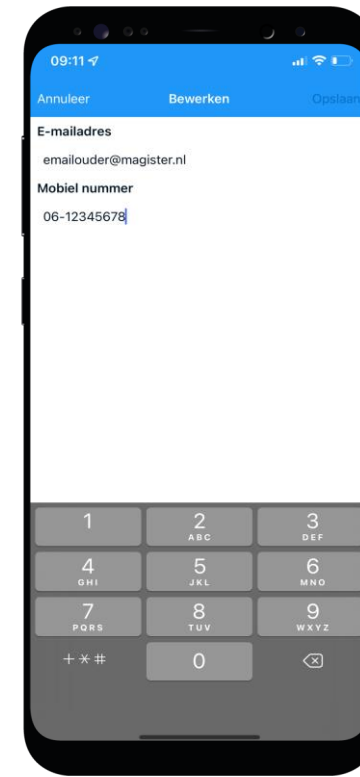 09:11
Annuleer Bewerken Opslaan
E-mailadres
emailouder@magister.nl
Mobiel nummer
06-12345678
1 2 3
ABC DEF
4 5 6
GHI JKL MNO
7 8 9
PQRS TUV WXYZ
+*# 0